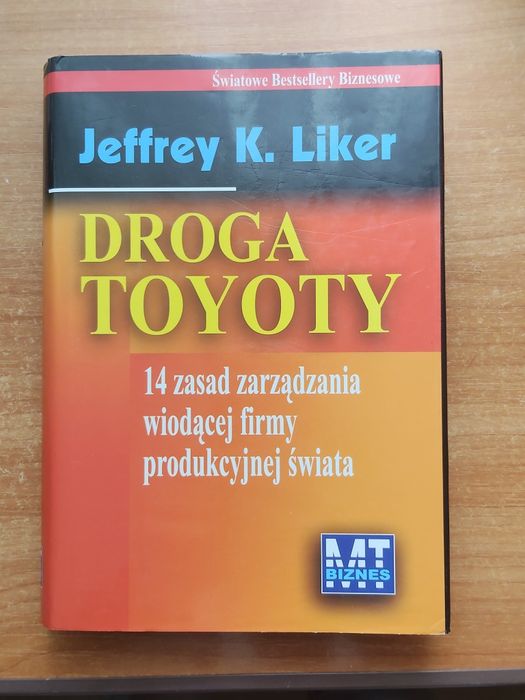 Światowe Bestsellery Biznesowe
Jeffrey K. Liker
DROGA
TOYOTY
14 zasad zarządzania
wiodącej firmy
produkcyjnej świata
MT
BIZNES